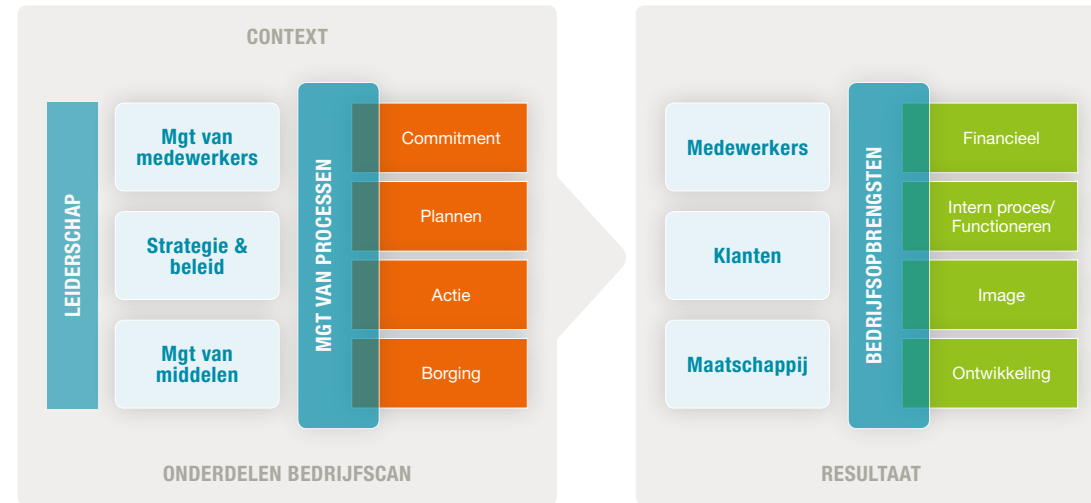 CONTEXT
LEIDERSCHAP
Mgt van
medewerkers
Strategie &
beleid
Mgt van
middelen
MGT VAN PROCESSEN
Commitment
Plannen
Actie
Borging
ONDERDELEN BEDRIJFSCAN
Medewerkers
Klanten
Maatschappij
BEDRIJFSOPBRENGSTEN
Financieel
Intern proces/
Functioneren
Image
Ontwikkeling
RESULTAAT